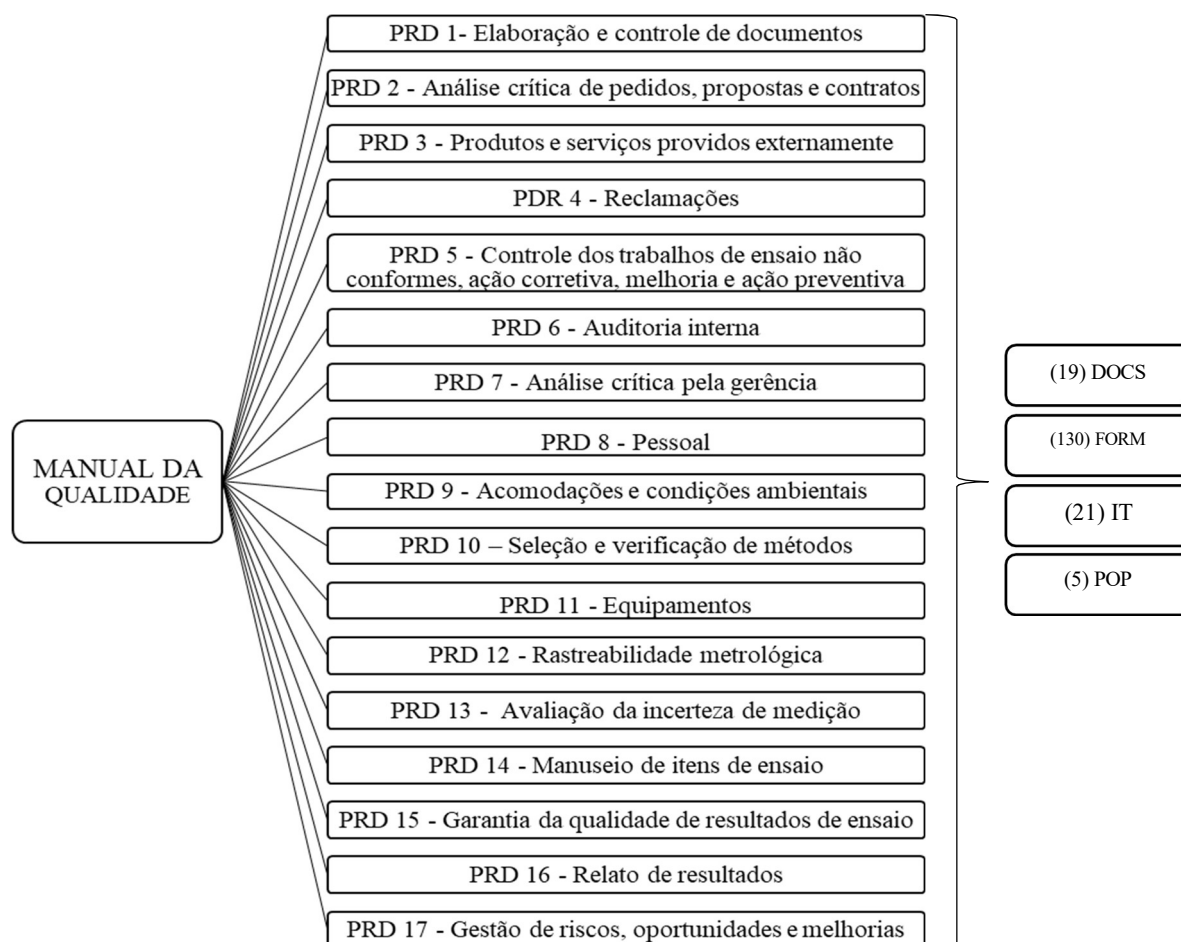 PRD 1- Elaboração e controle de documentos
PRD 2 - Análise crítica de pedidos, propostas e contratos
PRD 3 - Produtos e serviços providos externamente
PDR 4 - Reclamações
PRD 5 - Controle dos trabalhos de ensaio não
conformes, ação corretiva, melhoria e ação preventiva
PRD 6 - Auditoria interna
PRD 7 - Análise crítica pela gerência
PRD 8 - Pessoal
PRD 9 - Acomodações e condições ambientais
PRD 10 – Seleção e verificação de métodos
PRD 11 - Equipamentos
PRD 12 - Rastreabilidade metrológica
PRD 13 - Avaliação da incerteza de medição
PRD 14 - Manuseio de itens de ensaio
PRD 15 - Garantia da qualidade de resultados de ensaio
PRD 16 - Relato de resultados
PRD 17 - Gestão de riscos, oportunidades e melhorias
MANUAL DA
QUALIDADE
(19) DOCS
(130) FORM
(21) IT
(5) POP